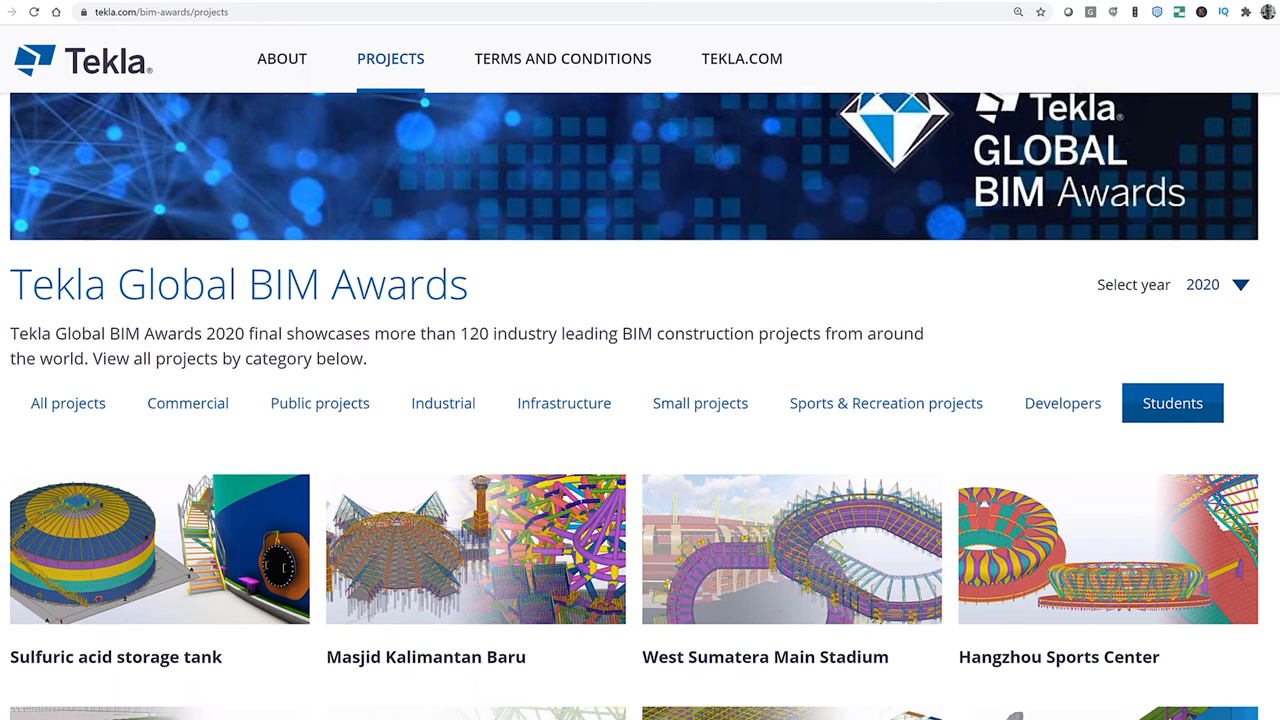 tekla.com/bim-awards/projects
Tekla®
ABOUT
PROJECTS
TERMS AND CONDITIONS
TEKLA.COM
Tekla®
GLOBAL
BIM Awards
Tekla Global BIM Awards
Select year 2020
Tekla Global BIM Awards 2020 final showcases more than 120 industry leading BIM construction projects from around
the world. View all projects by category below.
All projects
Commercial
Public projects
Industrial
Infrastructure
Small projects
Sports & Recreation projects
Developers
Students
Sulfuric acid storage tank
Masjid Kalimantan Baru
West Sumatera Main Stadium
Hangzhou Sports Center